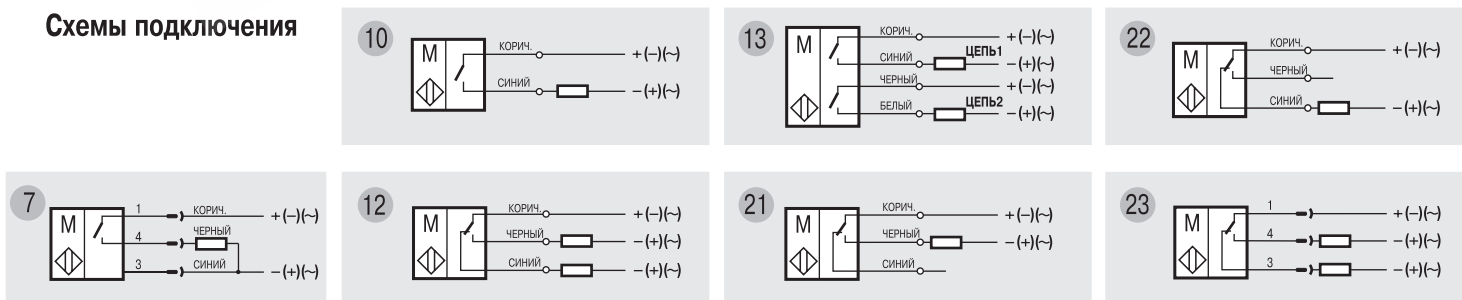 Схемы подключения
10
М
КОРИЧ.
+(–)(~)
СИНИЙ
–(+)(~)
13
М
КОРИЧ.
+(–)(~)
СИНИЙ
ЦЕПЬ1
–(+)(~)
ЧЕРНЫЙ
+(–)(~)
БЕЛЫЙ
ЦЕПЬ2
–(+)(~)
22
М
КОРИЧ.
+(–)(~)
ЧЕРНЫЙ
СИНИЙ
–(+)(~)
7
М
1
КОРИЧ.
+(–)(~)
4
ЧЕРНЫЙ
3
СИНИЙ
–(+)(~)
12
М
КОРИЧ.
+(–)(~)
ЧЕРНЫЙ
–(+)(~)
СИНИЙ
–(+)(~)
21
М
КОРИЧ.
+(–)(~)
ЧЕРНЫЙ
–(+)(~)
СИНИЙ
23
М
1
+(–)(~)
4
–(+)(~)
3
–(+)(~)